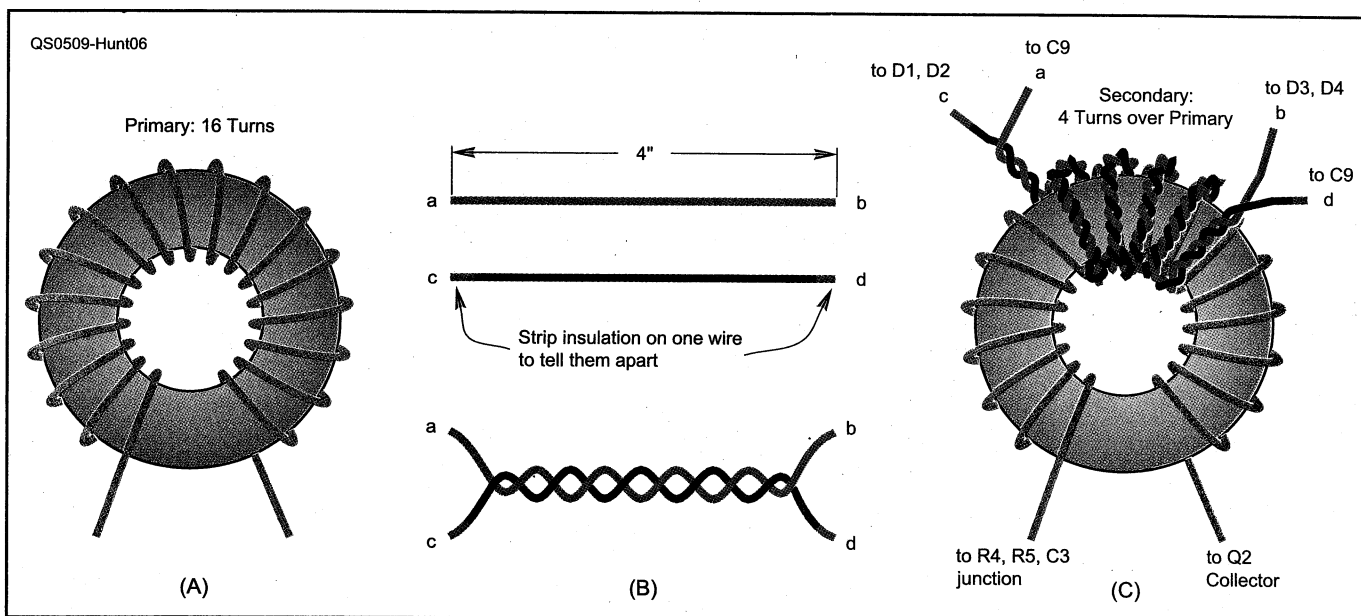 QS0509-Hunt06
Primary: 16 Turns
(A)
4"
a
b
c
d
Strip insulation on one wire
to tell them apart
a
b
c
d
(B)
to C9
a
to D1, D2
c
Secondary:
4 Turns over Primary
to D3, D4
b
to C9
d
to R4, R5, C3
junction
to Q2
Collector
(C)